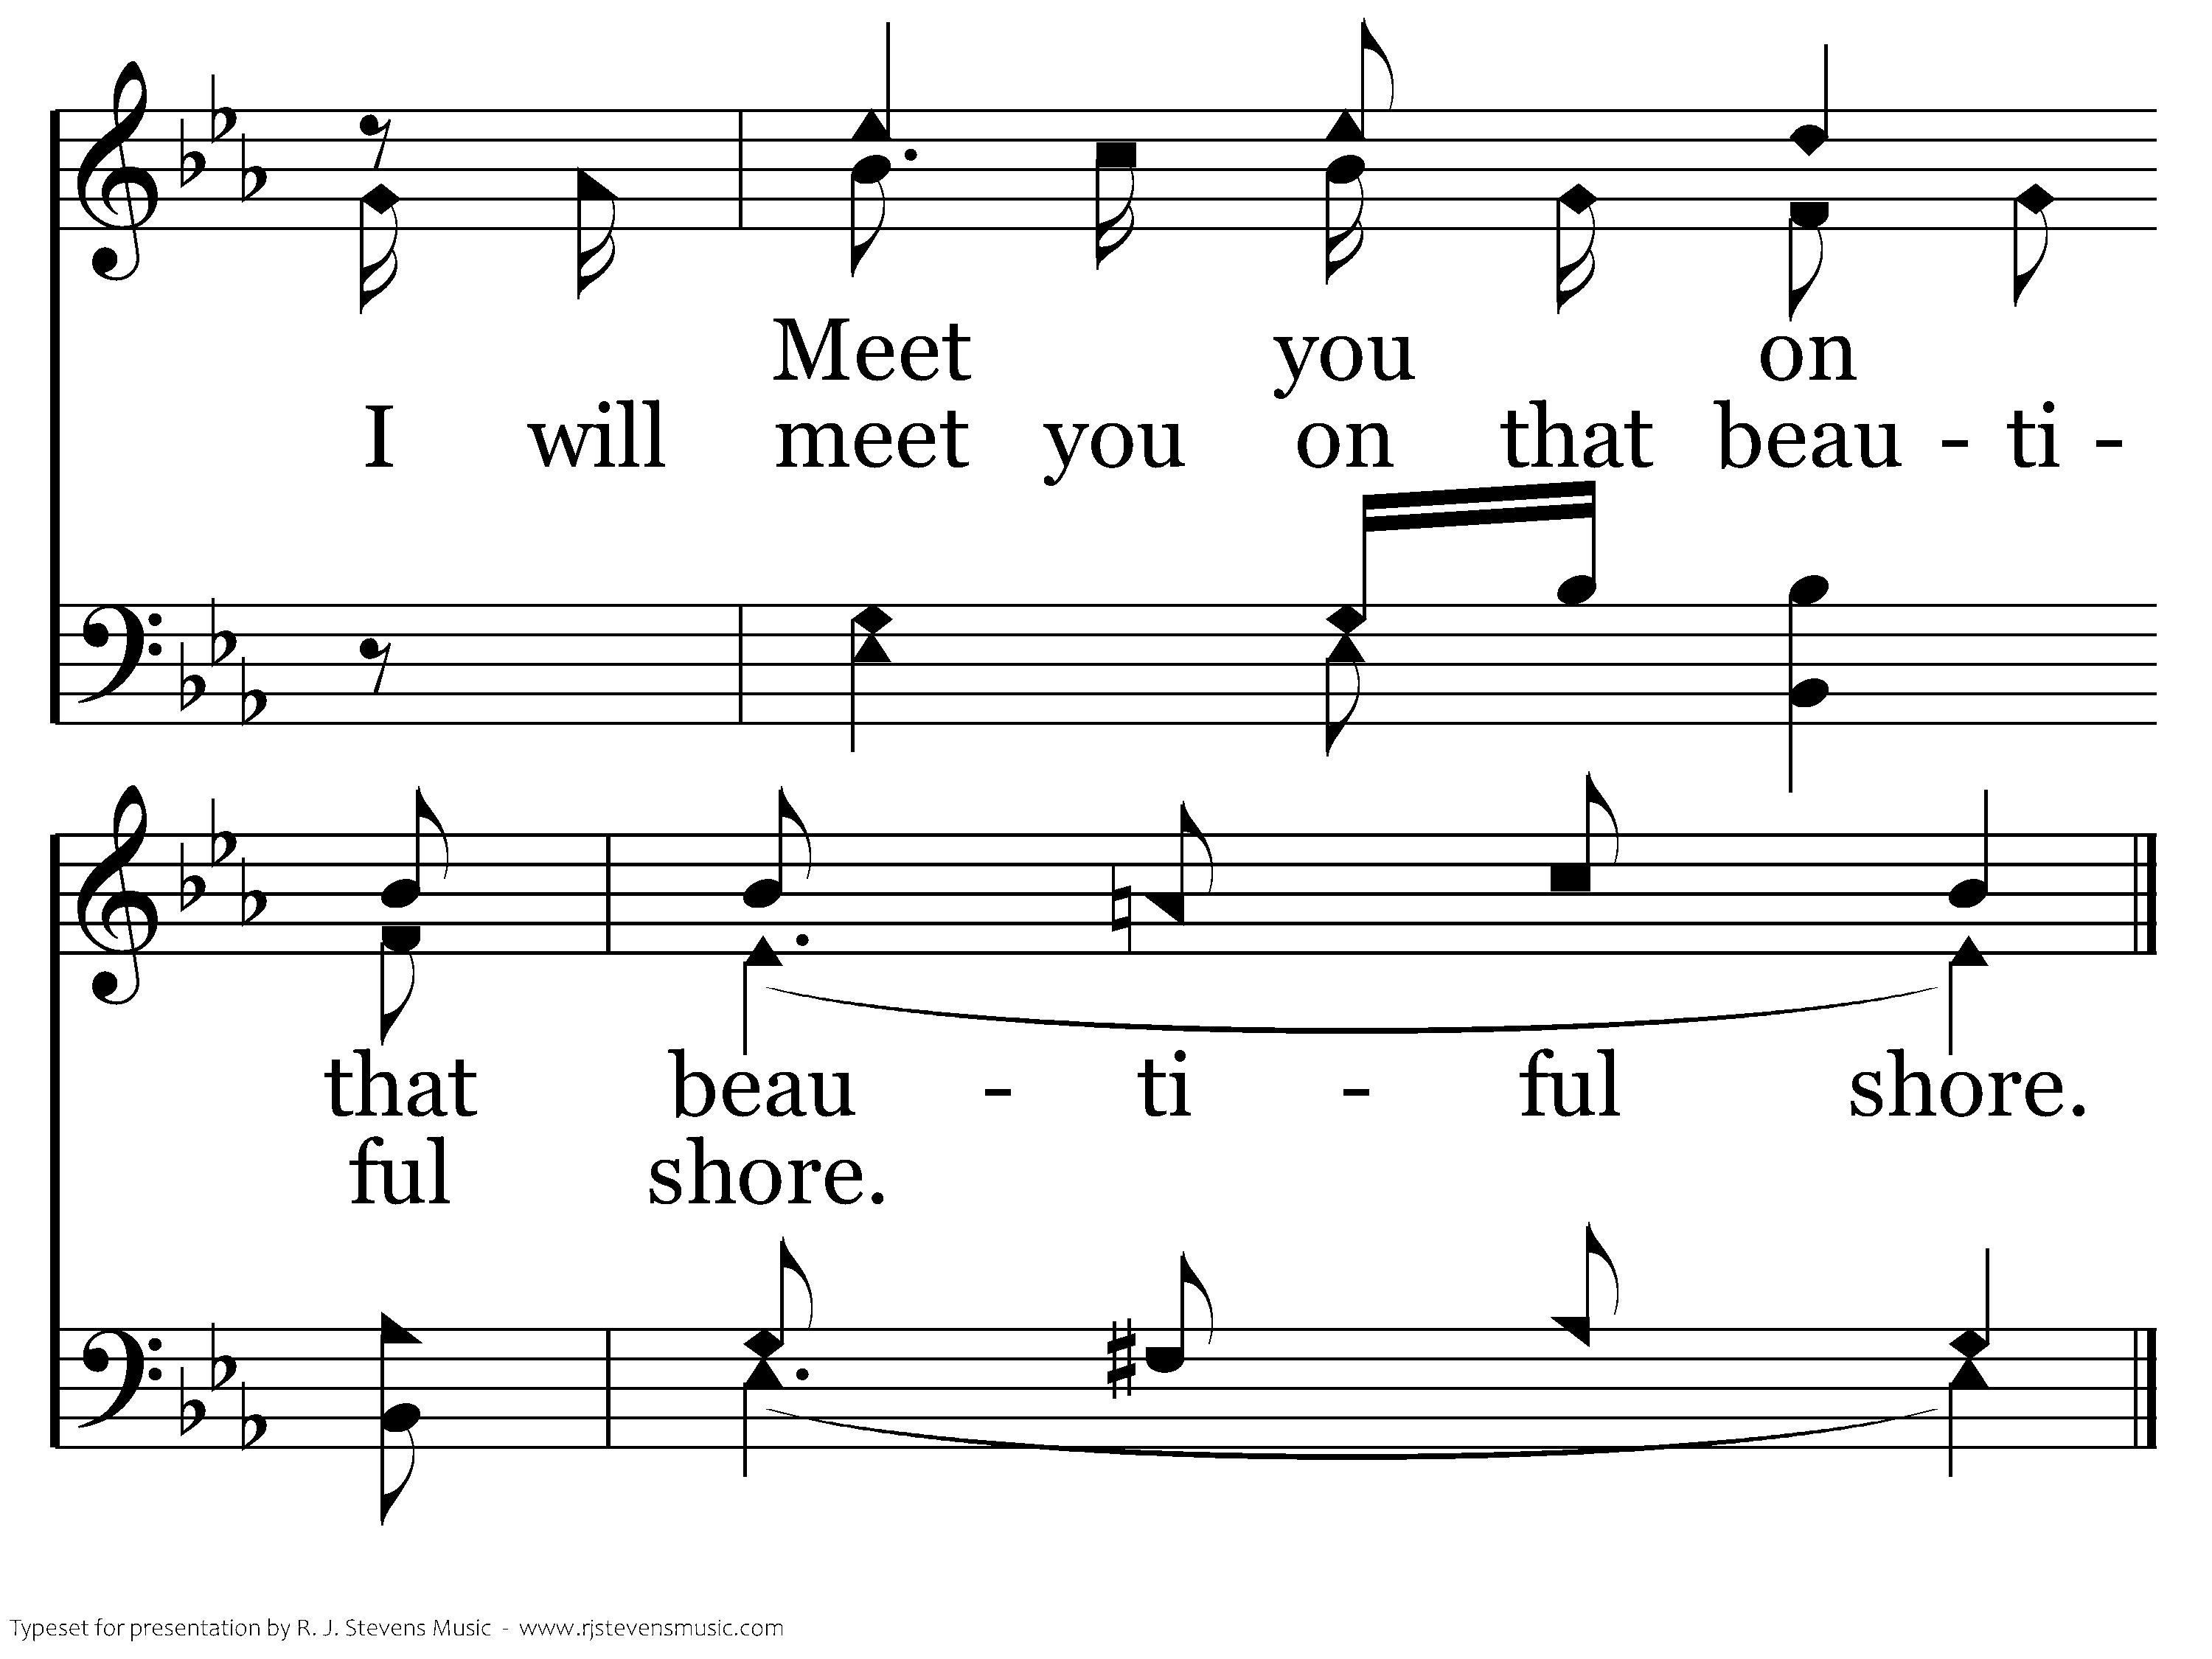 Meet you on
I will meet you on that beau - ti -
that beau - ti - ful shore.
ful shore.
Typeset for presentation by R. J. Stevens Music - www.rjstevensmusic.com